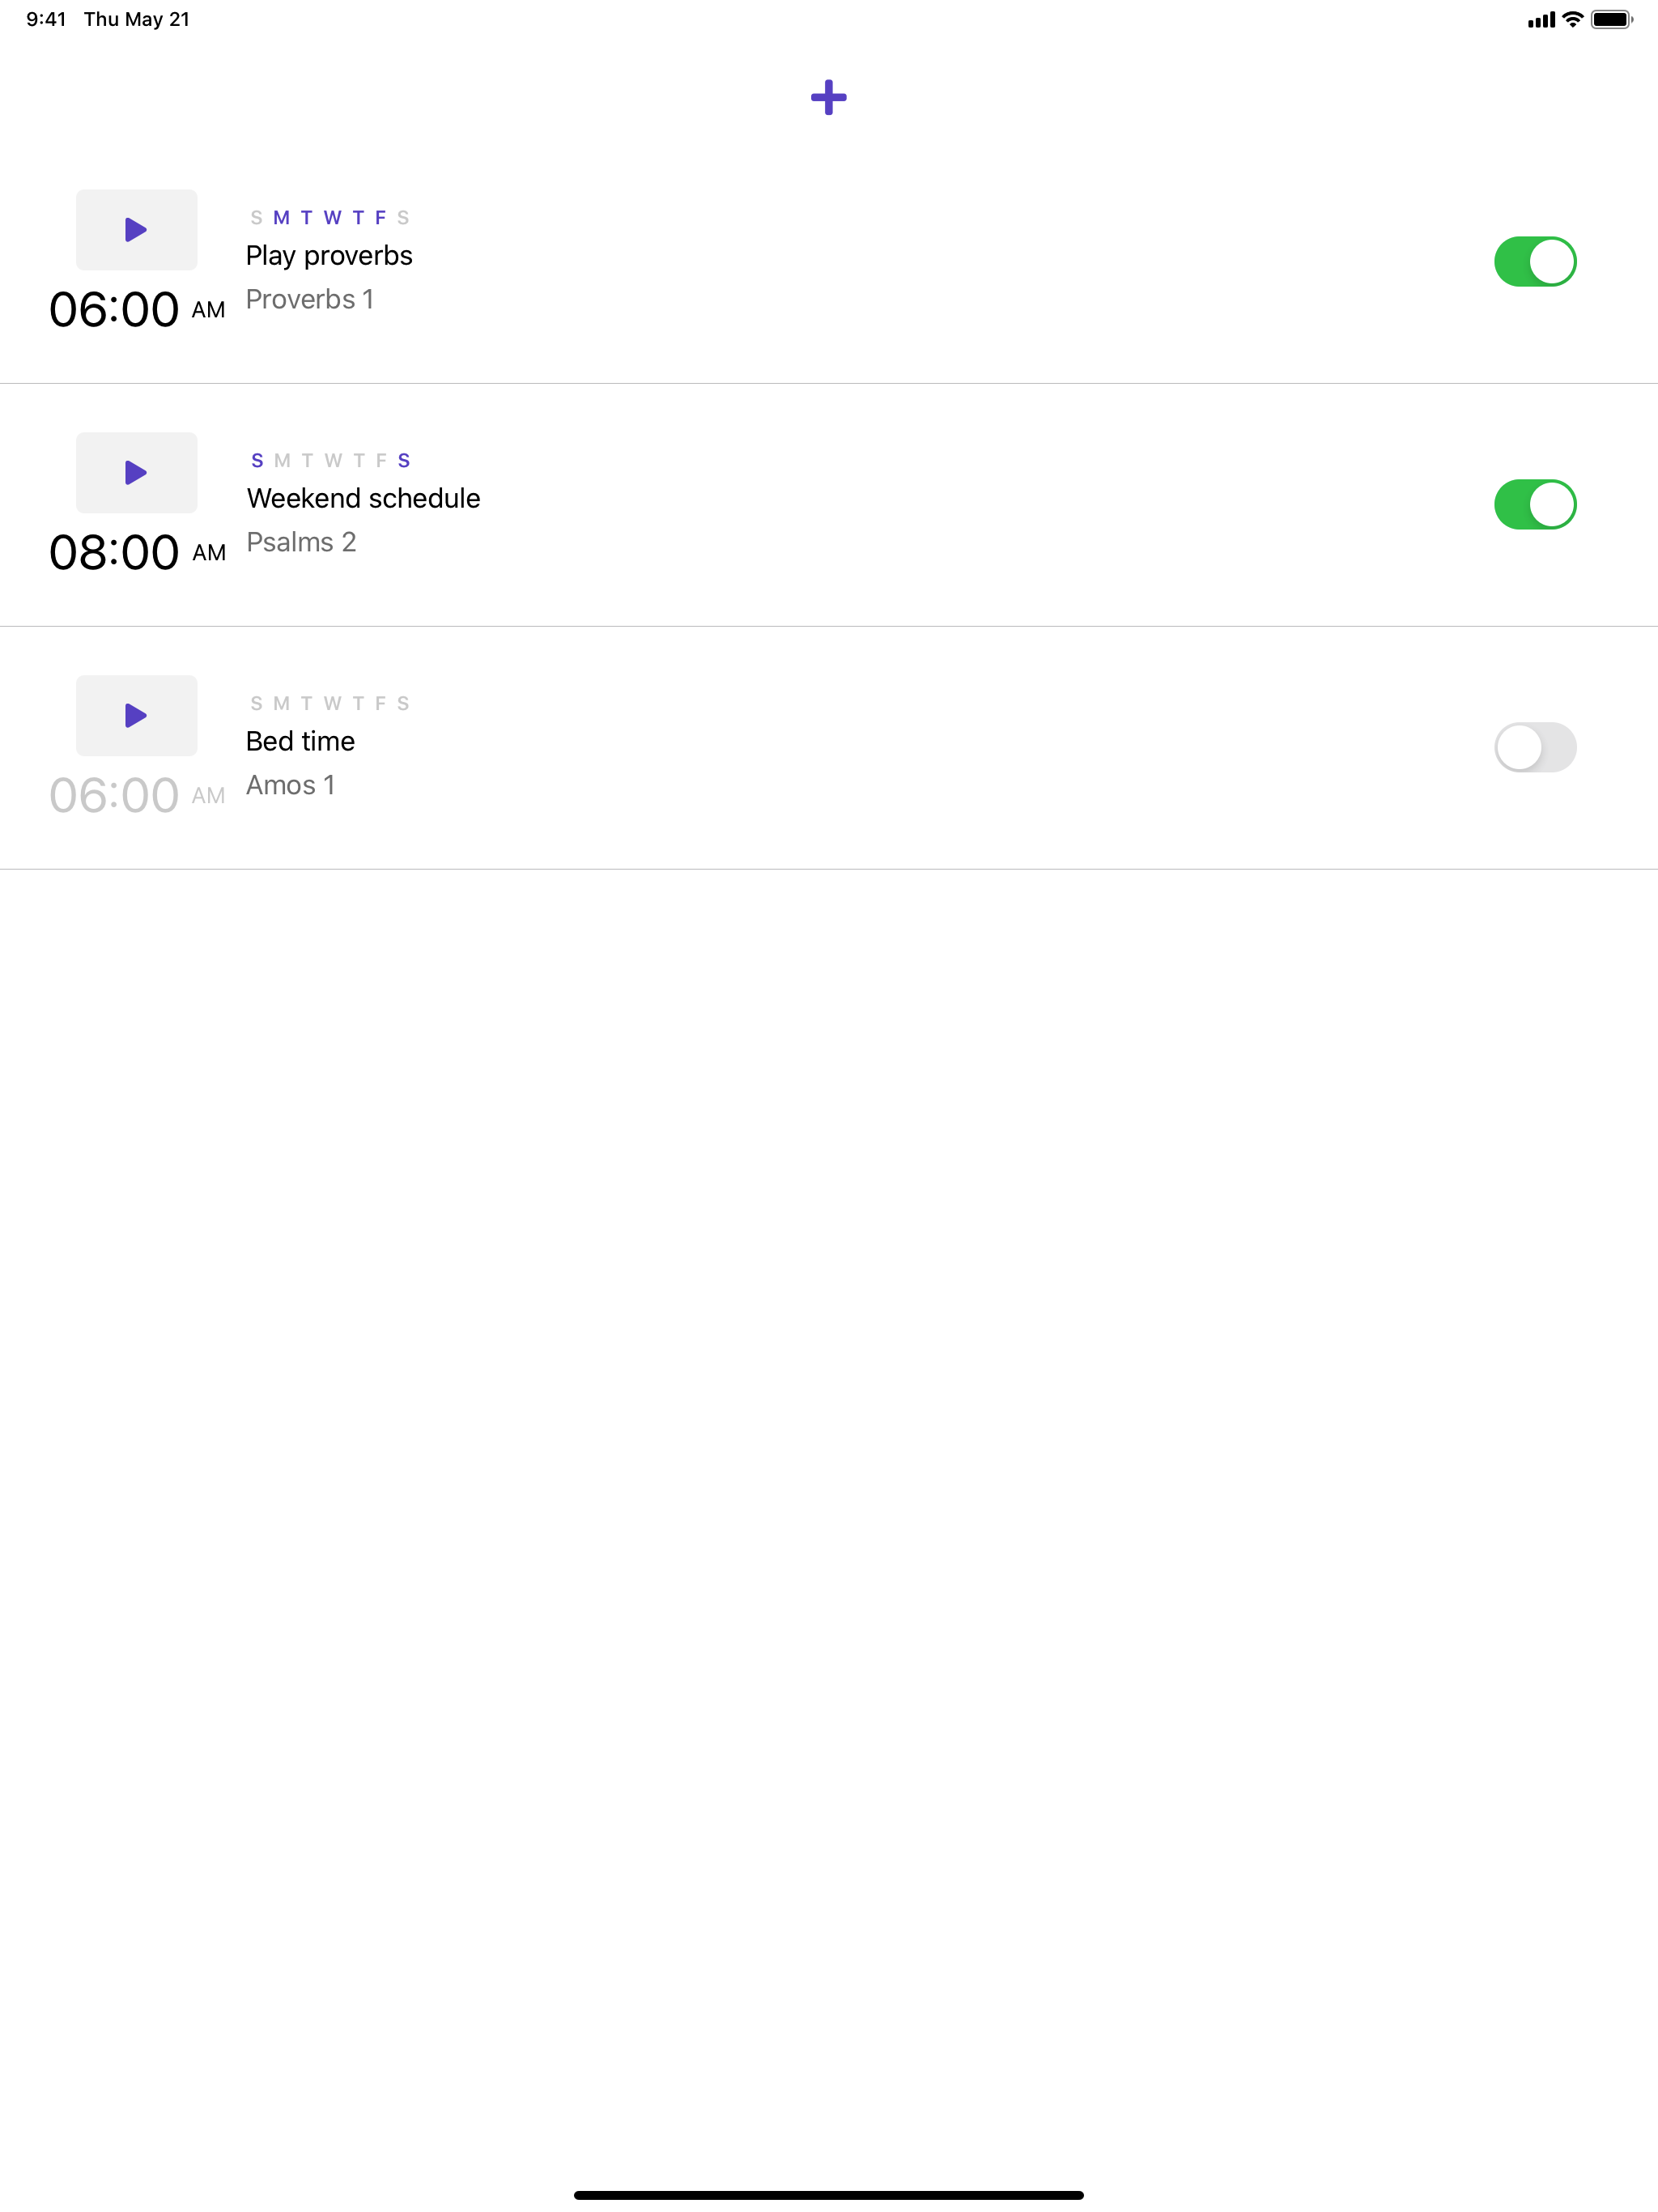 9:41 Thu May 21
S M T W T F S
Play proverbs
06:00 AM
Proverbs 1
S M T W T F S
Weekend schedule
08:00 AM
Psalms 2
S M T W T F S
Bed time
06:00 AM
Amos 1